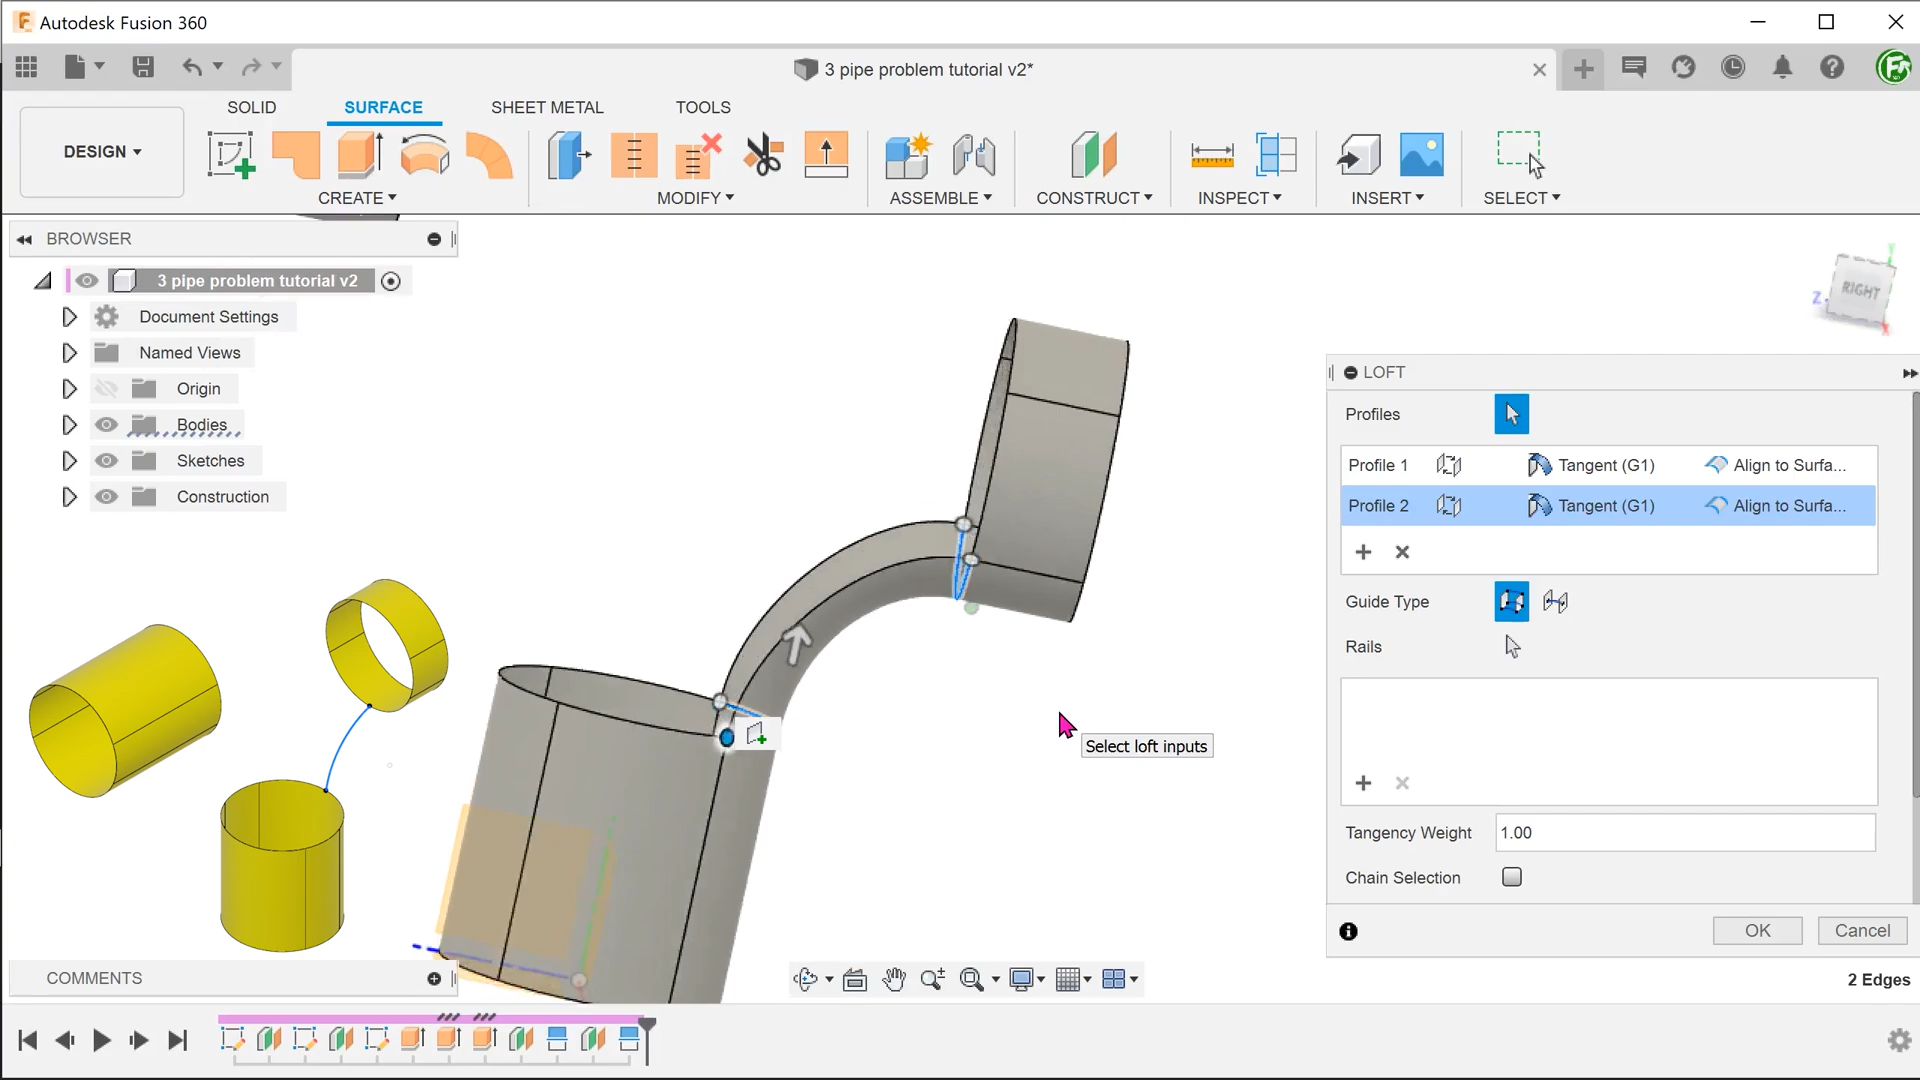 Autodesk Fusion 360
3 pipe problem tutorial v2*
SOLID
SURFACE
SHEET METAL
TOOLS
DESIGN
CREATE
MODIFY
ASSEMBLE
CONSTRUCT
INSPECT
INSERT
SELECT
BROWSER
3 pipe problem tutorial v2
Document Settings
Named Views
Origin
Bodies
Sketches
Construction
RIGHT
Z
X
Y
LOFT
Profiles
Profile 1 Tangent (G1) Align to Surfa...
Profile 2 Tangent (G1) Align to Surfa...
Guide Type
Rails
Tangency Weight 1.00
Chain Selection
OK Cancel
Select loft inputs
COMMENTS
2 Edges